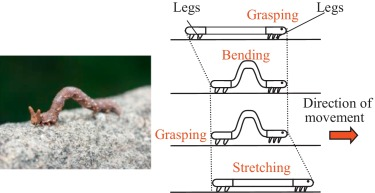 Grasping
Legs
Legs
Bending
Direction of
movement
Grasping
Stretching